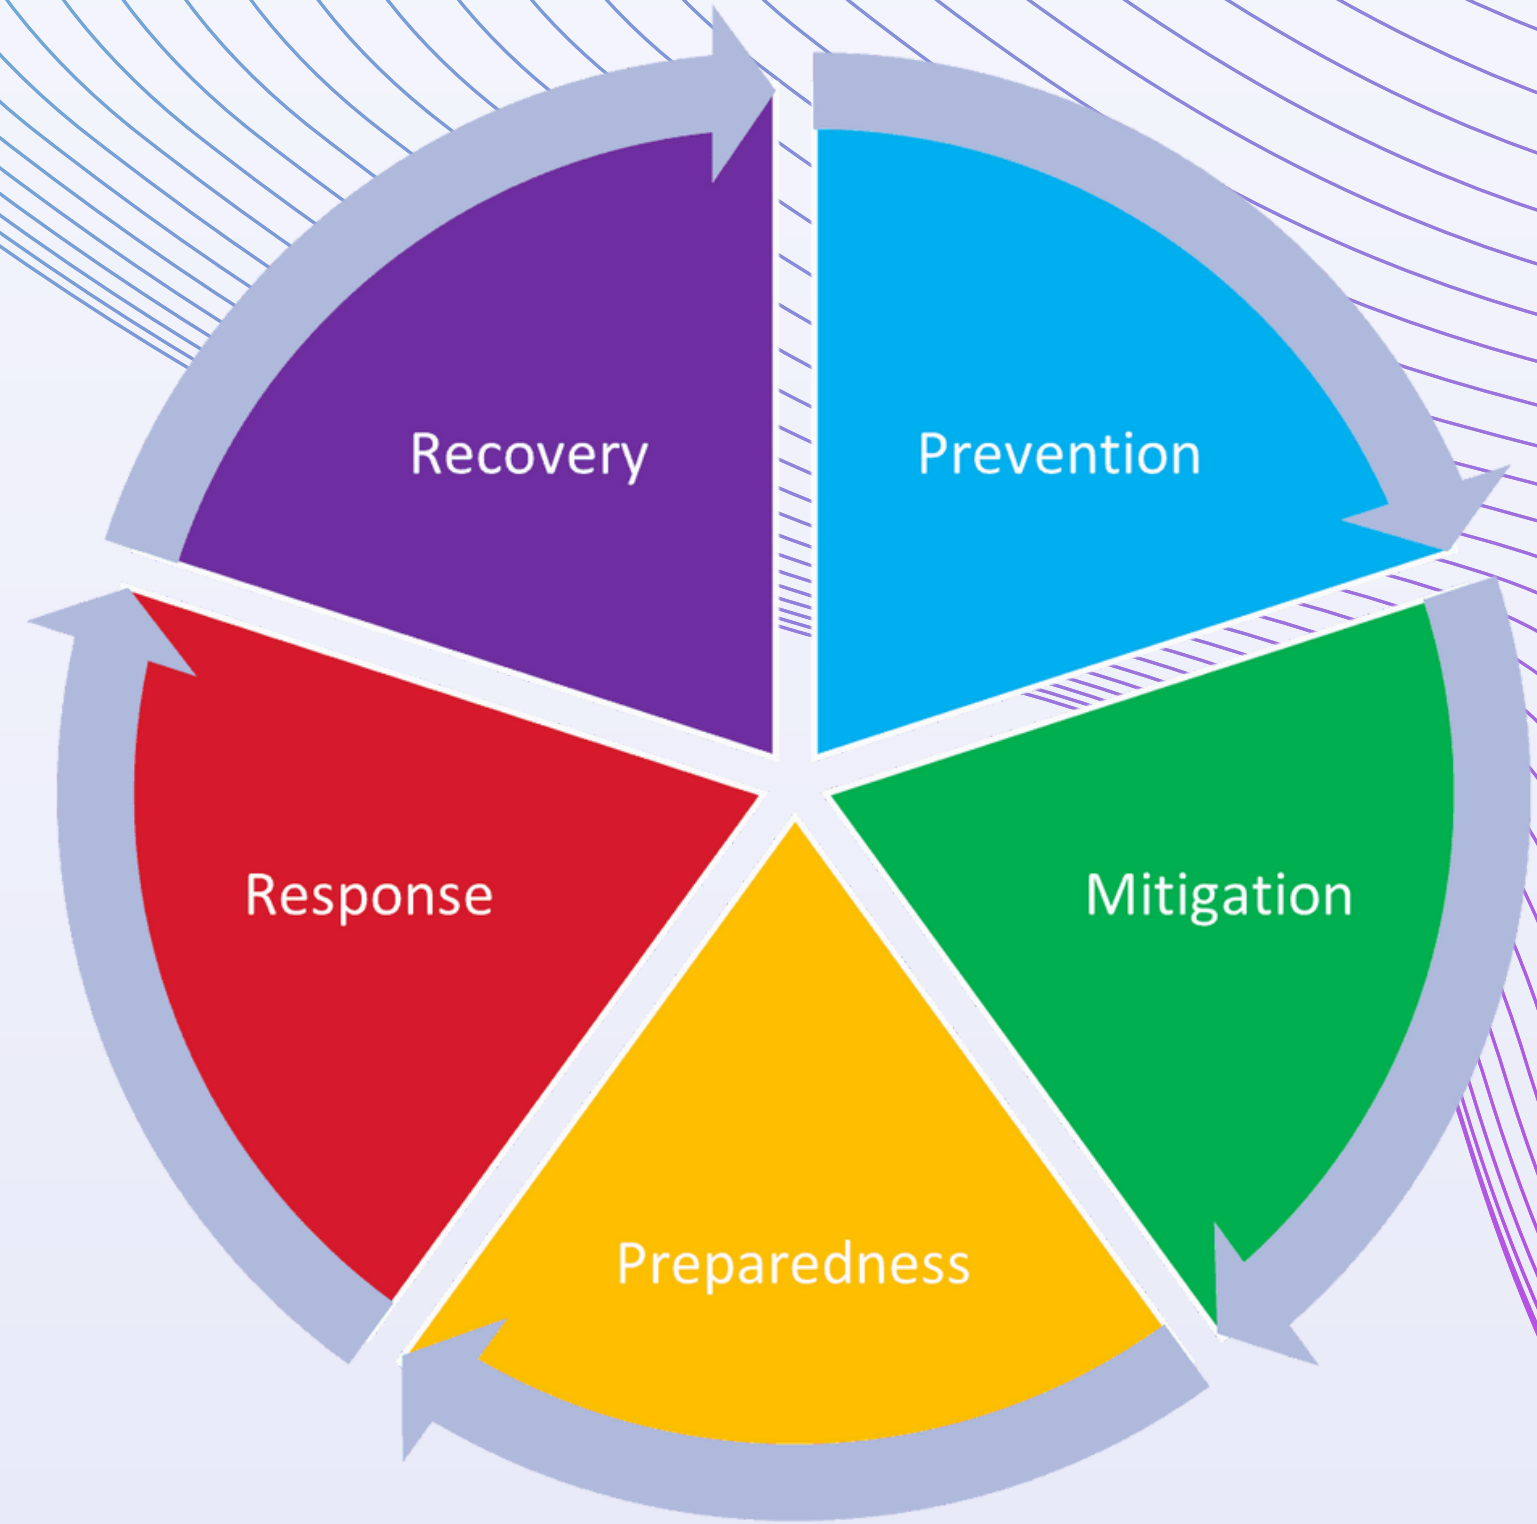 Recovery
Prevention
Response
Mitigation
Preparedness